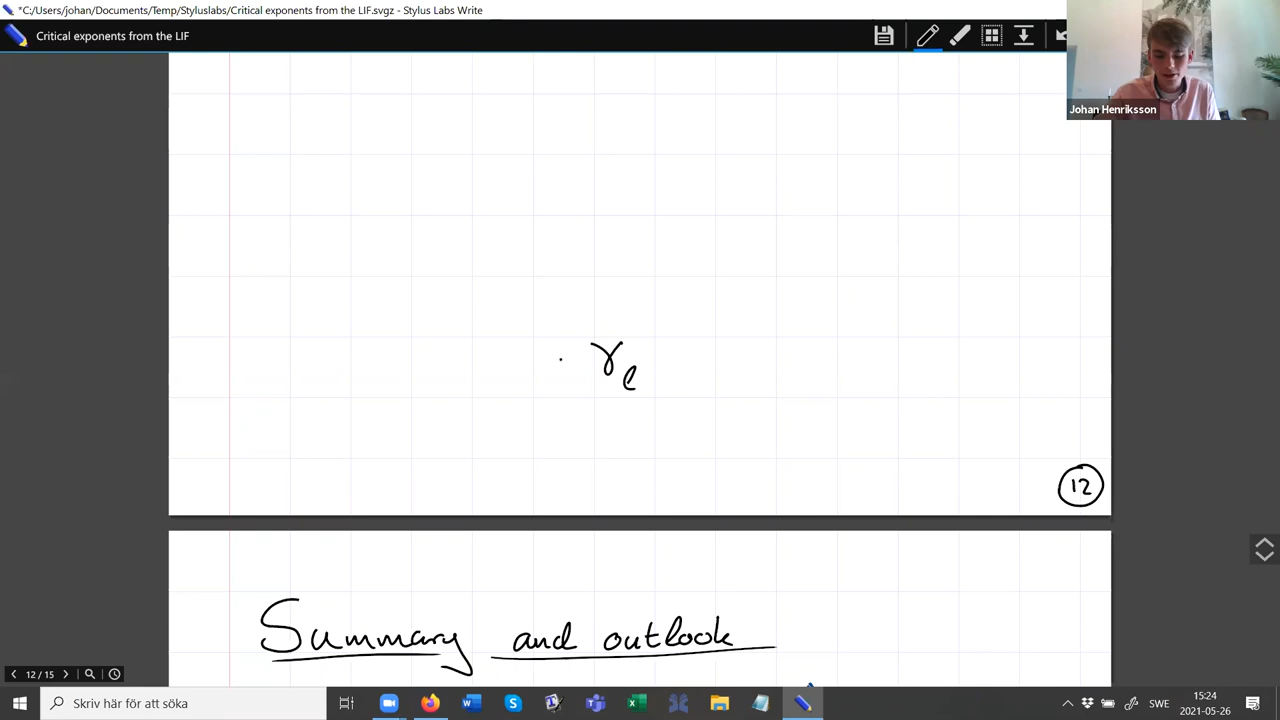 *C:/Users/johan/Documents/Temp/Styluslabs/Critical exponents from the LIF.svgz - Stylus Labs Write
Critical exponents from the LIF
Johan Henriksson
γℓ
12
Summary and outlook
12 / 15
Skriv här för att söka
SWE
15:24
2021-05-26